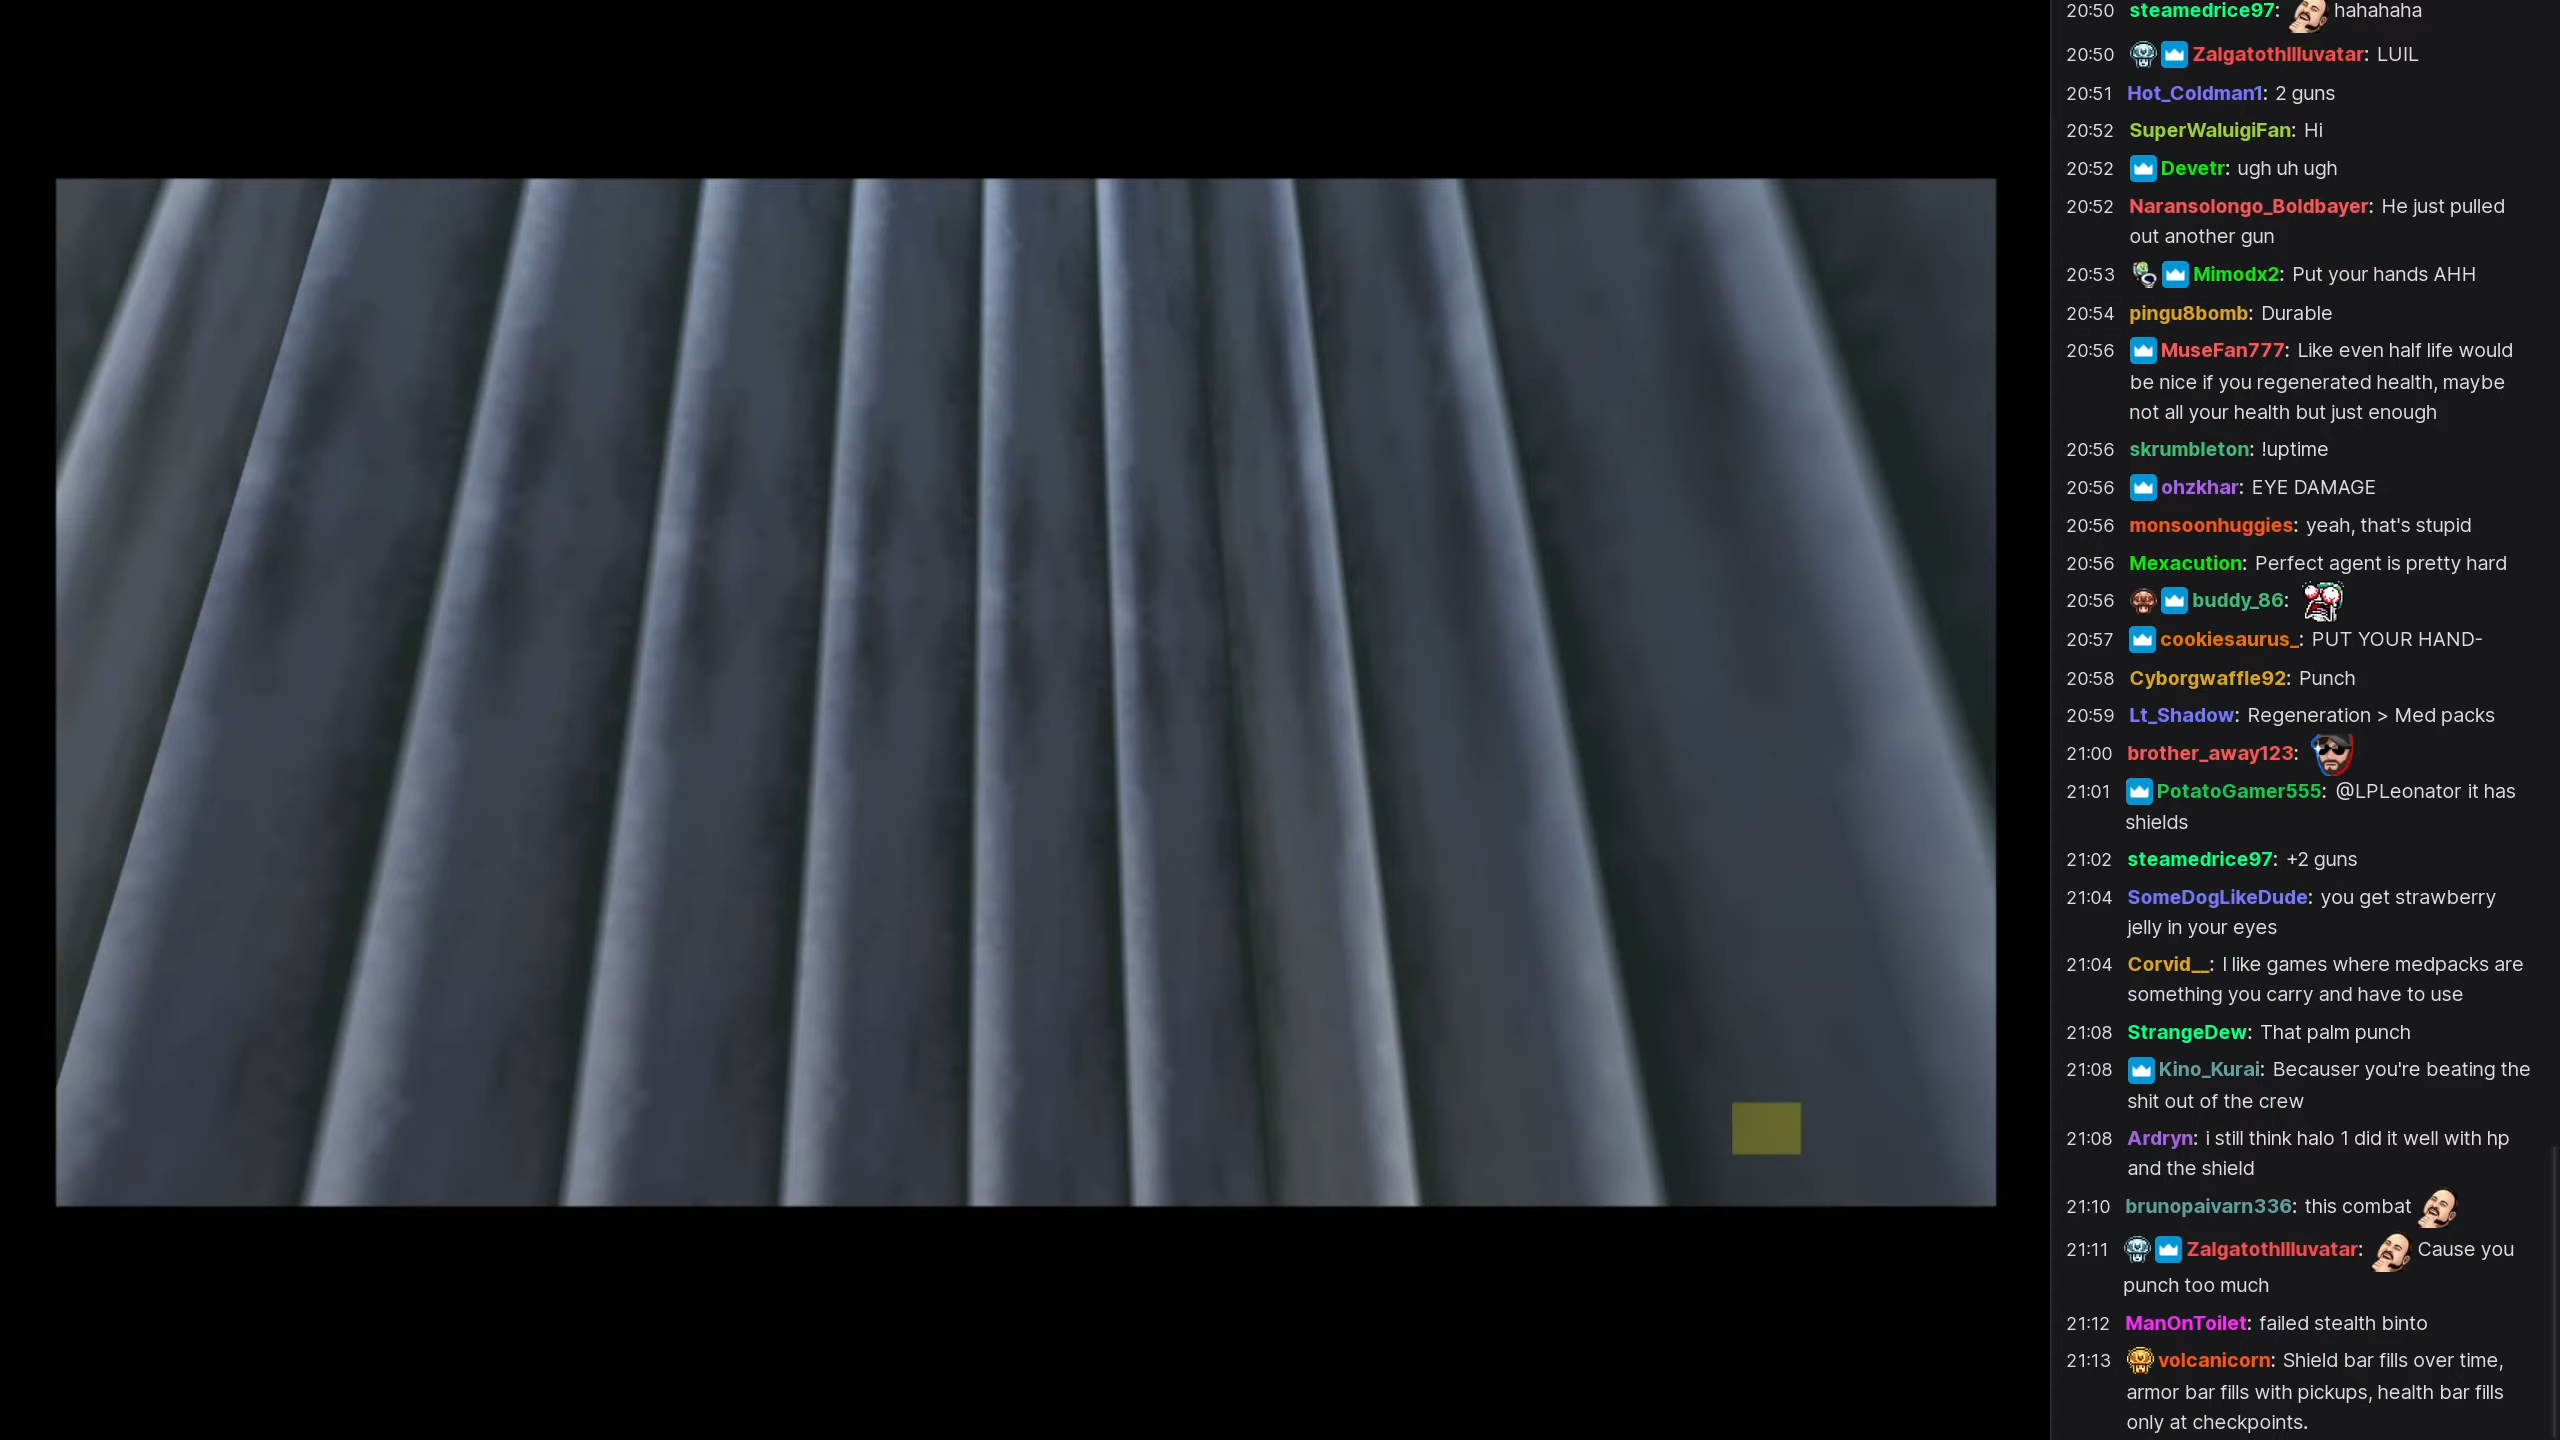 20:50 steamedrice97: hahahaha
20:50 ZalgatothIlluvatar: LUIL
20:51 Hot_Coldman1: 2 guns
20:52 SuperWaluigiFan: Hi
20:52 Devetr: ugh uh ugh
20:52 Naransolongo_Boldbayer: He just pulled
out another gun
20:53 Mimodx2: Put your hands AHH
20:54 pingu8bomb: Durable
20:56 MuseFan777: Like even half life would
be nice if you regenerated health, maybe
not all your health but just enough
20:56 skrumbleton: !uptime
20:56 ohzkhar: EYE DAMAGE
20:56 monsoonhuggies: yeah, that's stupid
20:56 Mexacution: Perfect agent is pretty hard
20:56 buddy_86:
20:57 cookiesaurus_: PUT YOUR HAND-
20:58 Cyborgwaffle92: Punch
20:59 Lt_Shadow: Regeneration > Med packs
21:00 brother_away123:
21:01 PotatoGamer555: @LPLeonator it has
shields
21:02 steamedrice97: +2 guns
21:04 SomeDogLikeDude: you get strawberry
jelly in your eyes
21:04 Corvid__: I like games where medpacks are
something you carry and have to use
21:08 StrangeDew: That palm punch
21:08 Kino_Kurai: Becauser you're beating the
shit out of the crew
21:08 Ardryn: i still think halo 1 did it well with hp
and the shield
21:10 brunopaivarn336: this combat
21:11 ZalgatothIlluvatar: Cause you
punch too much
21:12 ManOnToilet: failed stealth binto
21:13 volcanicorn: Shield bar fills over time,
armor bar fills with pickups, health bar fills
only at checkpoints.